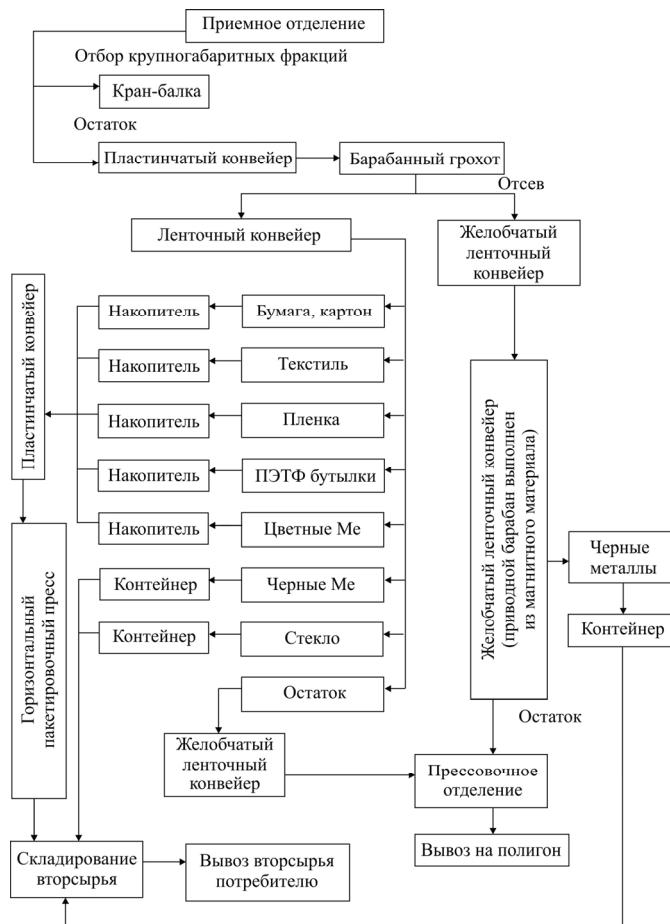 Приемное отделение
Отбор крупногабаритных фракций
Кран-балка
Остаток
Пластинчатый конвейер
Барабанный грохот
Отсев
Ленточный конвейер
Желобчатый
ленточный
конвейер
Пластинчатый конвейер
Накопитель
Бумага, картон
Накопитель
Текстиль
Накопитель
Пленка
Накопитель
ПЭТФ бутылки
Накопитель
Цветные Ме
Контейнер
Черные Ме
Контейнер
Стекло
Остаток
Желобчатый
ленточный
конвейер
Горизонтальный
пакетировочный пресс
Желобчатый ленточный конвейер
(приводной барабан выполнен
из магнитного материала)
Черные
металлы
Контейнер
Остаток
Прессовочное
отделение
Вывоз на полигон
Складирование
вторсырья
Вывоз вторсырья
потребителю